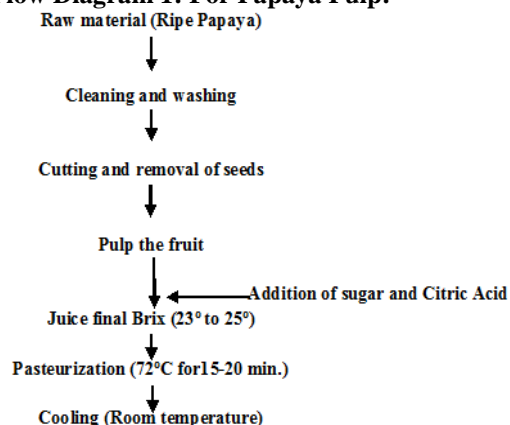 Flow Diagram 1: For Papaya Pulp:
Raw material (Ripe Papaya)
Cleaning and washing
Cutting and removal of seeds
Pulp the fruit
Addition of sugar and Citric Acid
Juice final Brix (23° to 25°)
Pasteurization (72°C for15-20 min.)
Cooling (Room temperature)